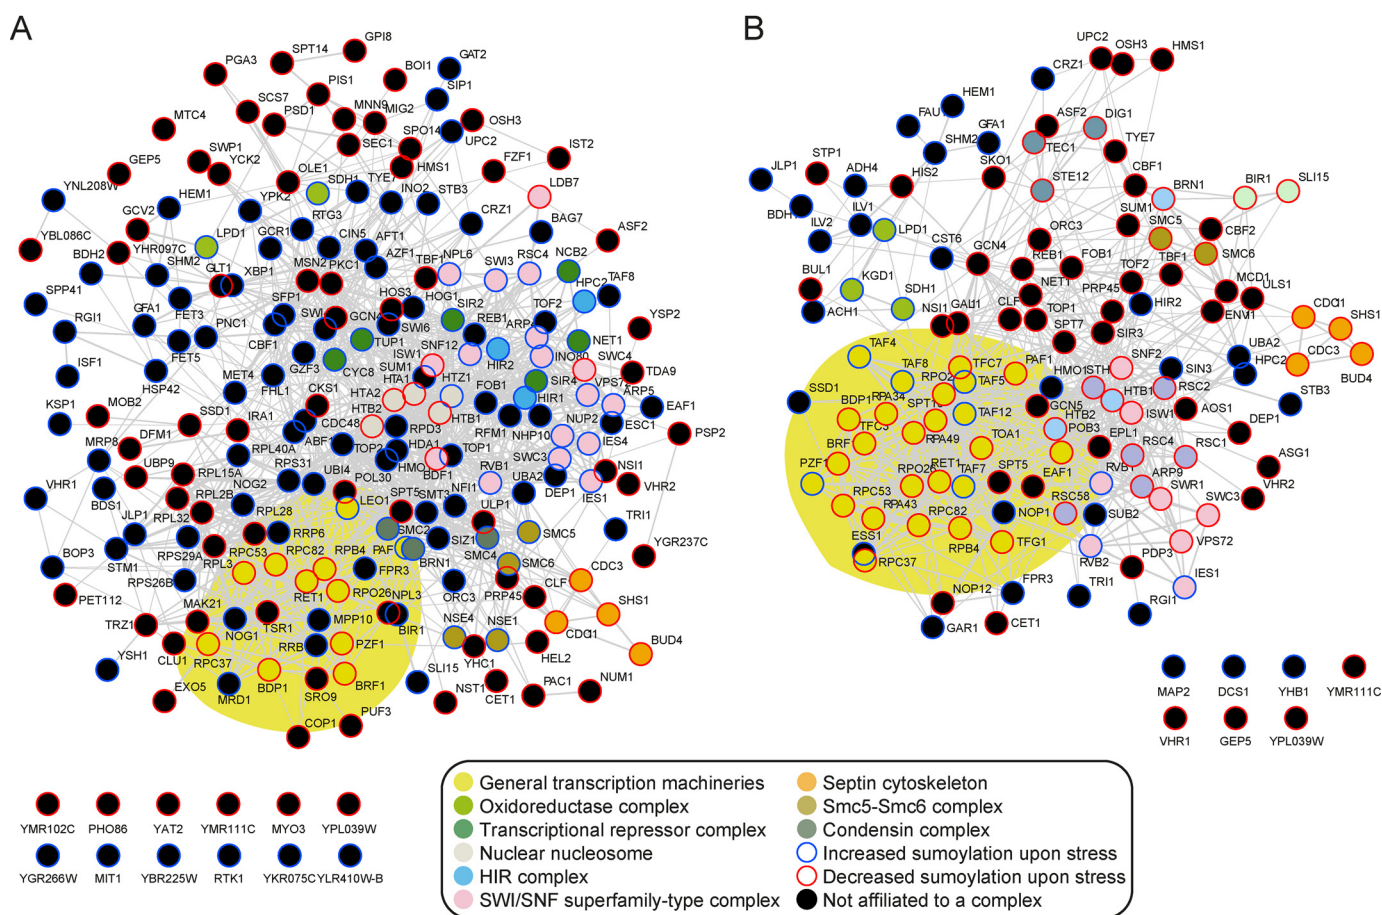 A
B
GPI8
SPT14
GAT2
PGA3
BOI1
PIS1
SIP1
SCS7
MNN9
MIG2
PSD1
MTC4
OSH3
SPO14
UPC2
SEC1
SWP1
IST2
YCK2
HMS1
FZF1
GEP5
OLE1
TYE7
SDH1
LDB7
YNL208W
HEM1
YPK2
INO2
STB3
GCV2
RTG3
CRZ1
BAG7
LPD1
GCR1
CIN5
AFT1
ASF2
YBL086C
YHR097C
NPL6
RSC4
NCB2
BDH2
SHM2
MSN2
PKC1
AZF1
TBF1
SWI3
GLT1
XBP1
TAF8
HPC2
SPP41
HOS3
HOG1
GFA1
FET3
SFP1
SIR2
TOF2
RGI1
PNC1
GCN4
SWI6
REB1
YSP2
CBF1
TUP1
NET1
ISF1
FET5
SNF12
HIR2
INO80
SWC4
GZF3
ISW1
HSP42
CYC8
SUM1
TDA9
MET4
HTA1
HTZ1
SIR4
VPS72
FHL1
CKS1
HTA2
FOB1
HIR1
ARP5
KSP1
MOB2
SSD1
HTB2
HTB1
EAF1
IRA1
CDC48
RPD3
RFM1
NUP2
ESC1
MRP8
DFM1
ABF1
NHP10
PSP2
RPL40A
TOP2
HDA1
TOP1
IES4
UBP9
RPS31
HMO1
SWC3
RPL15A
UBI4
BDF1
RVB1
NSI1
VHR1
NOG2
POL30
UBA2
RPL2B
NFI1
DEP1
IES1
VHR2
BDS1
LEO1
SPT5
SMT3
RPL28
JLP1
RPL32
ULP1
TRI1
RRP6
SMC2
SIZ1
SMC5
RPS29A
RPC53
RPC82
RPB4
SMC4
BOP3
RPL3
BRN1
YGR237C
STM1
SMC6
RPS26B
FPR3
CDC3
RET1
RPO26
ORC3
PRP45
PET112
MAK21
NPL3
SHS1
MPP10
NSE4
NSE1
TRZ1
NOG1
TSR1
BIR1
BUD4
PZF1
HEL2
YSH1
CLU1
RPC37
YHC1
SLI15
BDP1
BRF1
NUM1
EXO5
MRD1
SRO9
NST1
CET1
PAC1
PUF3
COP1
YMR102C
PHO86
YAT2
YMR111C
MYO3
YPL039W
YGR266W
MIT1
YBR225W
RTK1
YKR075C
YLR410W-B
UPC2
OSH3
HMS1
CRZ1
HEM1
ASF2
DIG1
GFA1
TYE7
SHM2
TEC1
JLP1
STP1
ADH4
SKO1
CBF1
HIS2
STE12
BRN1
BIR1
SLI15
ILV1
SUM1
ILV2
ORC3
SMC5
CBF2
LPD1
CST6
GCN4
FOB1
SMC6
REB1
TBF1
BUL1
KGD1
TOF2
MCD1
NET1
PRP45
ULS1
SDH1
HIR2
ACH1
NSI1
TOP1
SHS1
SPT7
SIR3
TAF4
UBA2
PAF1
CDC3
TAF8
TFC7
SNF2
HPC2
HMO1
SIN3
BUD4
TAF5
RSC2
STB3
SSD1
HTB1
BDP1
RPA34
GCN5
AOS1
TAF12
ISW1
HTB2
DEP1
RPA49
TOA1
POB3
TFC3
EPL1
RSC1
PZF1
RET1
RSC4
ASG1
RPO26
TAF7
SPT5
EAF1
RVB1
ARP9
RPC53
SWR1
VHR2
RSC58
SWC3
RPA43
RPC82
NOP1
SUB2
ESS1
VPS72
RPB4
TFG1
RPC37
RVB2
PDP3
IES1
FPR3
TRI1
NOP12
RGI1
GAR1
CET1
MAP2
DCS1
YHB1
YMR111C
VHR1
GEP5
YPL039W
General transcription machineries
Oxidoreductase complex
Transcriptional repressor complex
Nuclear nucleosome
HIR complex
SWI/SNF superfamily-type complex
Septin cytoskeleton
Smc5-Smc6 complex
Condensin complex
Increased sumoylation upon stress
Decreased sumoylation upon stress
Not affiliated to a complex